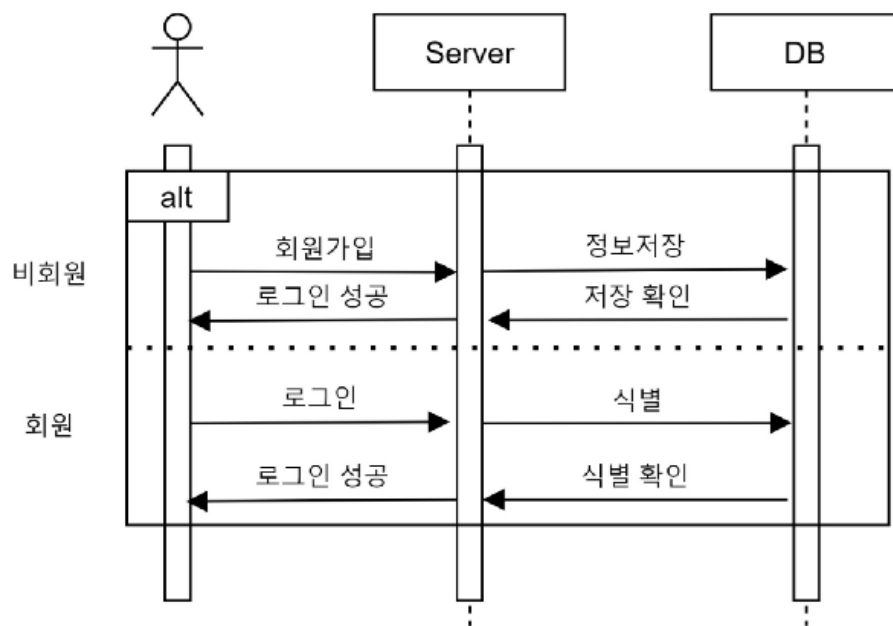 Server
DB
alt
회원가입
정보저장
비회원
로그인 성공
저장 확인
로그인
식별
회원
로그인 성공
식별 확인